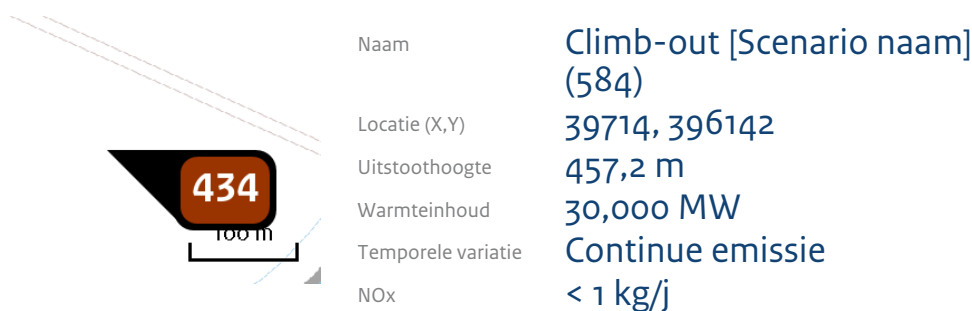 434
100 m
Naam Climb-out [Scenario naam]
(584)
Locatie (X,Y) 39714, 396142
Uitstoothoogte 457,2 m
Warmteinhoud 30,000 MW
Temporele variatie Continue emissie
NOx < 1 kg/j